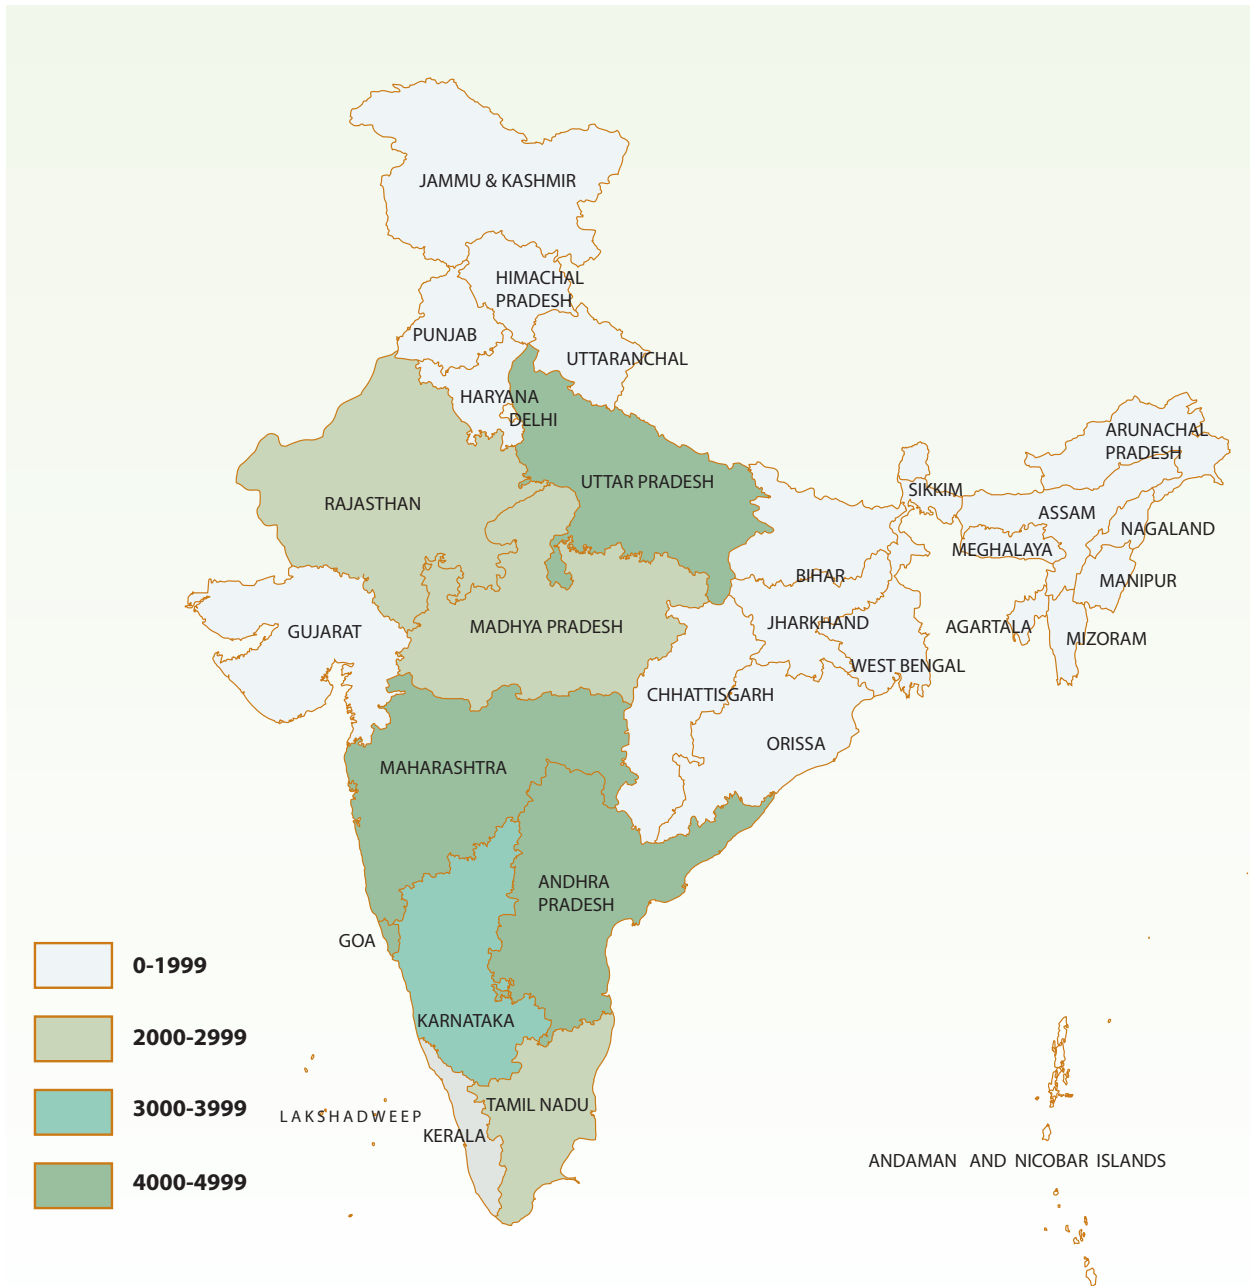 JAMMU & KASHMIR
HIMACHAL
PRADESH
PUNJAB
UTTARANCHAL
HARYANA
DELHI
ARUNACHAL
PRADESH
UTTAR PRADESH
SIKKIM
RAJASTHAN
ASSAM
NAGALAND
MEGHALAYA
BIHAR
MANIPUR
JHARKHAND
AGARTALA
GUJARAT
MADHYA PRADESH
MIZORAM
WEST BENGAL
CHHATTISGARH
ORISSA
MAHARASHTRA
ANDHRA
PRADESH
GOA
KARNATAKA
TAMIL NADU
LAKSHADWEEP
KERALA
ANDAMAN AND NICOBAR ISLANDS
0-1999
2000-2999
3000-3999
4000-4999